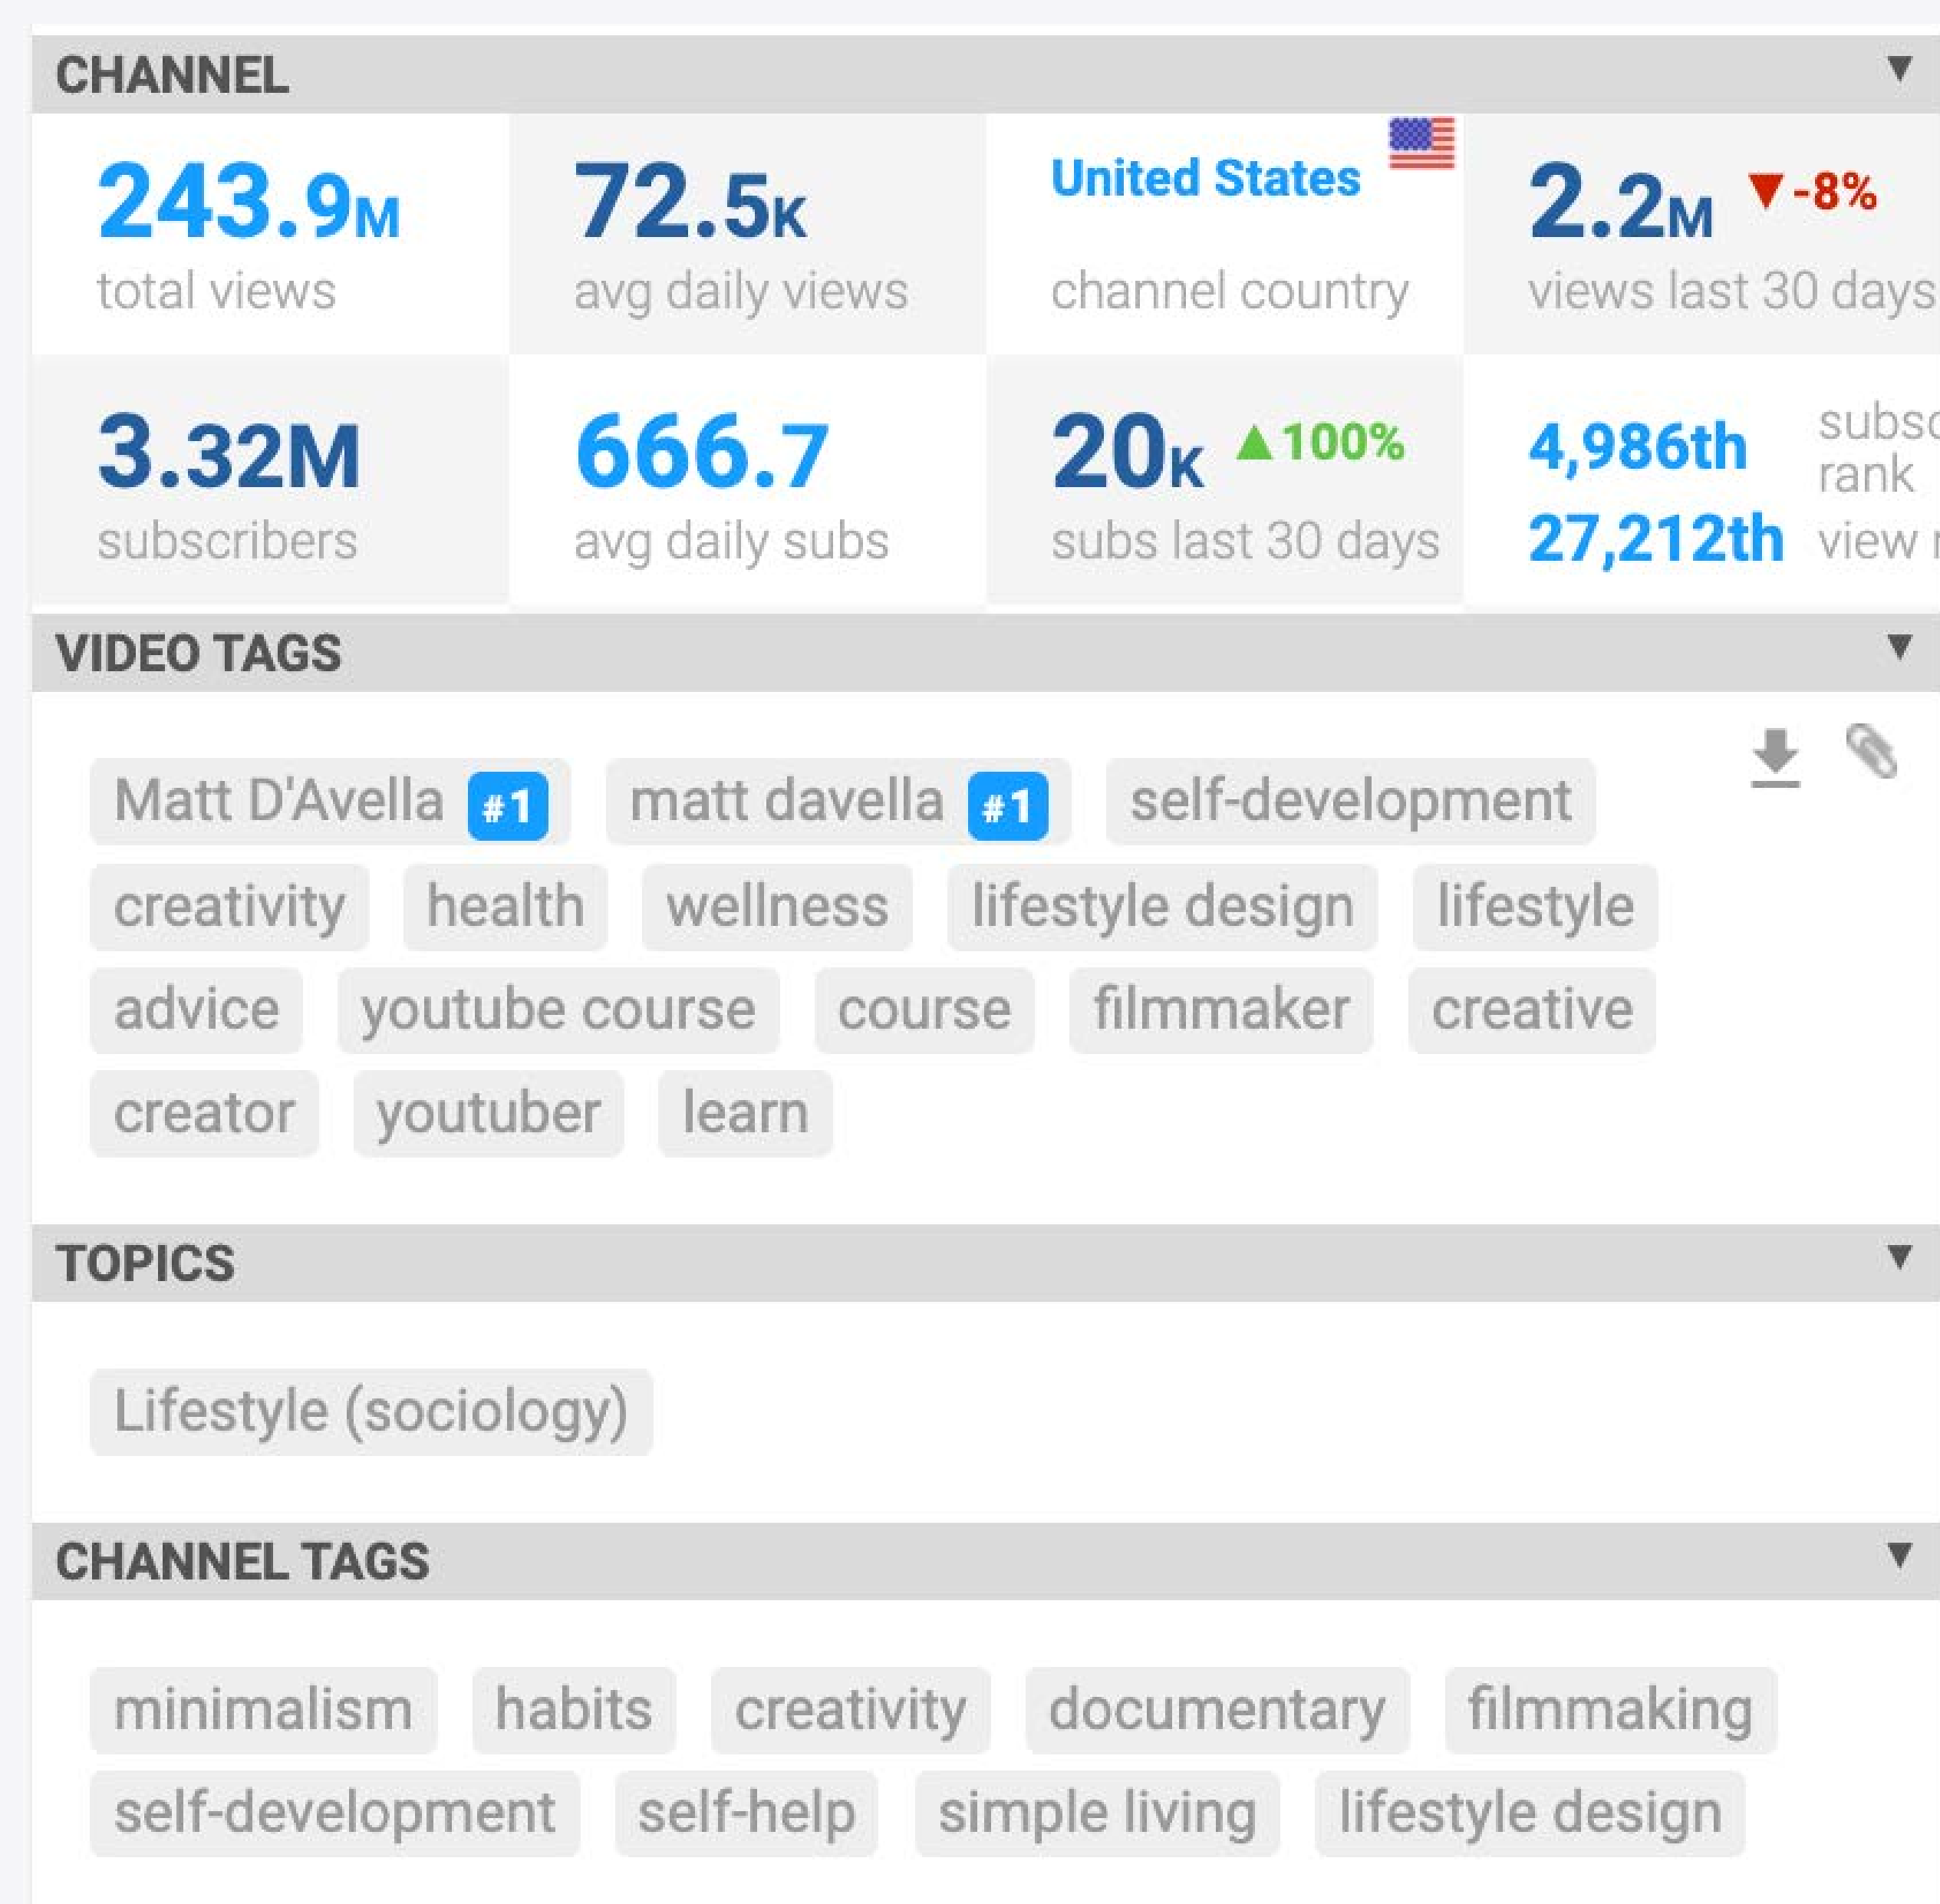 CHANNEL ▼
243.9M 72.5K United States 2.2M ▼-8%
total views avg daily views channel country views last 30 days
3.32M 666.7 20K ▲100% 4,986th
rank
subscribers avg daily subs subs last 30 days 27,212th view
VIDEO TAGS ▼
Matt D'Avella #1 matt davella #1 self-development
creativity health wellness lifestyle design lifestyle
advice youtube course course filmmaker creative
creator youtuber learn
TOPICS ▼
Lifestyle (sociology)
CHANNEL TAGS ▼
minimalism habits creativity documentary filmmaking
self-development self-help simple living lifestyle design